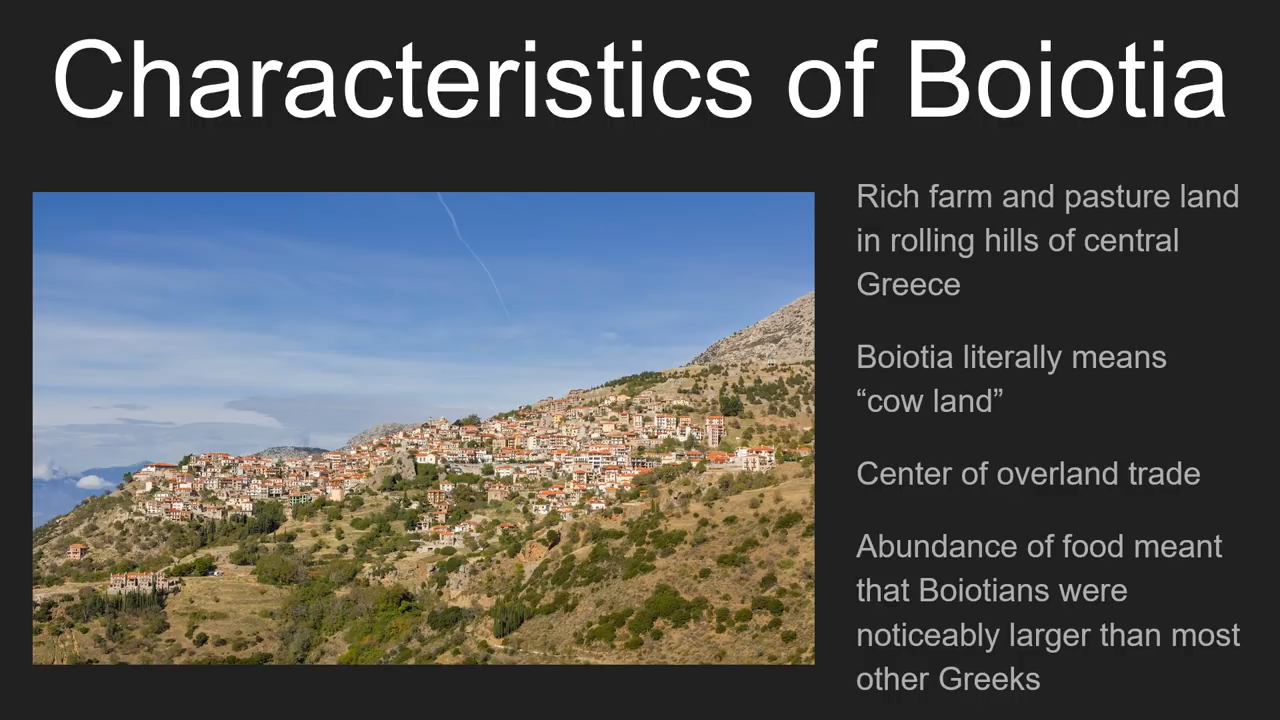 Characteristics of Boiotia
Rich farm and pasture land
in rolling hills of central
Greece
Boiotia literally means
“cow land”
Center of overland trade
Abundance of food meant
that Boiotians were
noticeably larger than most
other Greeks